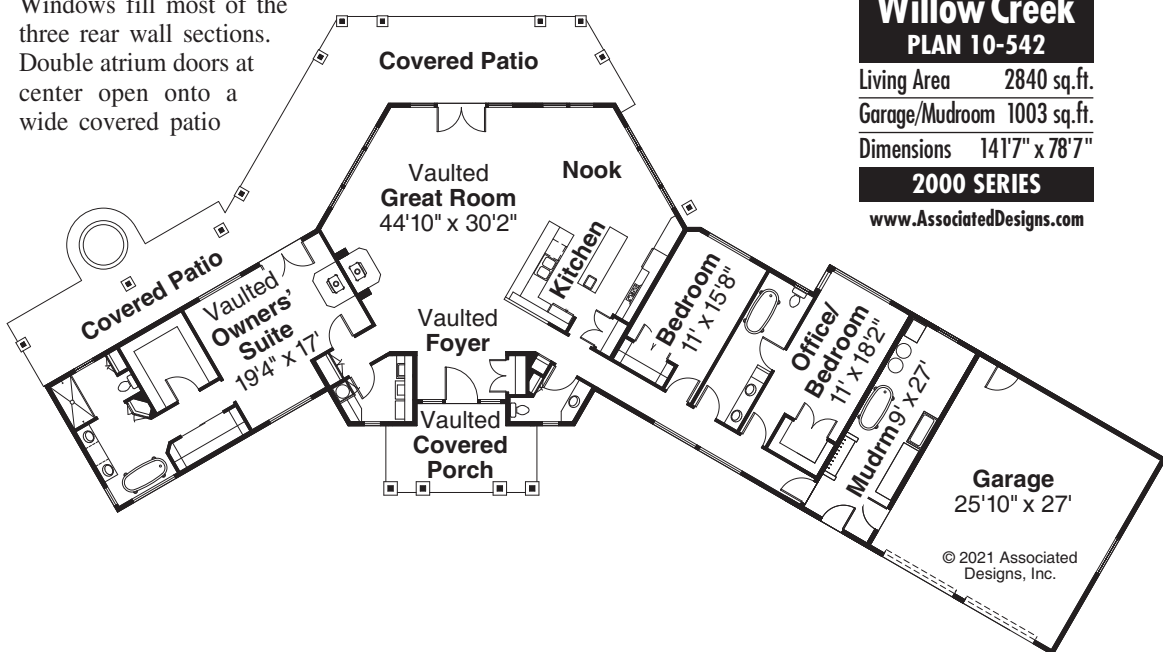 Windows fill most of the
three rear wall sections.
Double atrium doors at
center open onto a
wide covered patio
Willow Creek
PLAN 10-542
Living Area 2840 sq.ft.
Garage/Mudroom 1003 sq.ft.
Dimensions 141'7" x 78'7"
2000 SERIES
www.AssociatedDesigns.com
Covered Patio
Vaulted
Great Room
44'10" x 30'2"
Nook
Kitchen
Covered Patio
Vaulted
Owners'
Suite
19'4" x 17'
Vaulted
Foyer
Vaulted
Covered
Porch
Bedroom
11' x 15'8"
Office/
Bedroom
11' x 18'2"
Mudrm 9' x 27'
Garage
25'10" x 27'
© 2021 Associated
Designs, Inc.